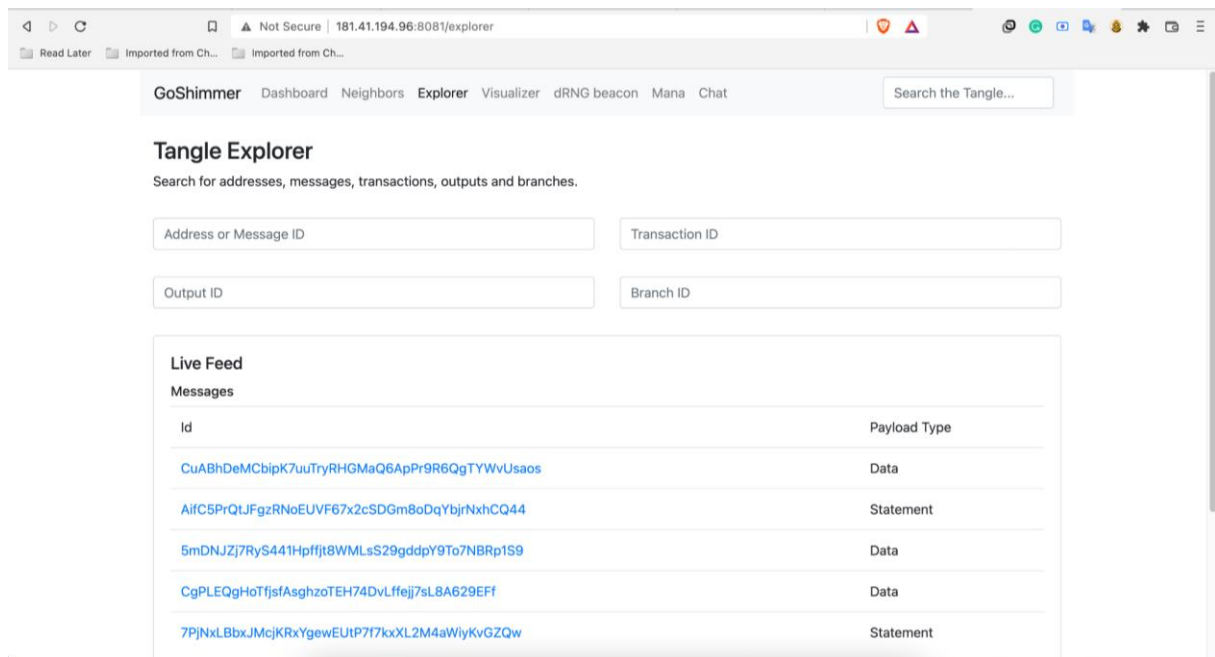 Not Secure | 181.41.194.96:8081/explorer
Read Later Imported from Ch... Imported from Ch...
GoShimmer Dashboard Neighbors Explorer Visualizer dRNG beacon Mana Chat Search the Tangle...
Tangle Explorer
Search for addresses, messages, transactions, outputs and branches.
Address or Message ID Transaction ID
Output ID Branch ID
Live Feed
Messages
Id Payload Type
CuABhDeMCbipK7uuTryRHGMaQ6ApPr9R6QgTYWvUsaos Data
AifC5PrQtJFgzRNoEUVF67x2cSDGm8oDqYbjrNxhCQ44 Statement
5mDNJZj7RyS441Hpffjt8WMLsS29gddpY9To7NBRp1S9 Data
CgPLEQgHoTfjsfAsghzoTEH74DvLffejj7sL8A629EFf Data
7PjNxLBbxJMcjKRxYgewEUtP7f7kxXL2M4aWiyKvGZQw Statement